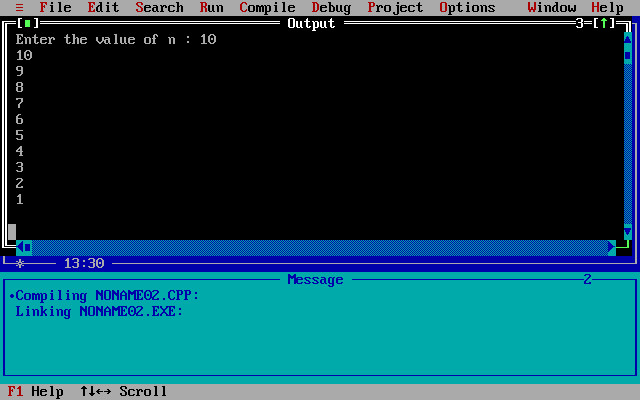 ≡ File Edit Search Run Compile Debug Project Options Window Help
[■] Output 3=[↑]
Enter the value of n : 10
10
9
8
7
6
5
4
3
2
1
* 13:30
Message 2
•Compiling NONAME02.CPP:
Linking NONAME02.EXE:
F1 Help ↑↓←→ Scroll